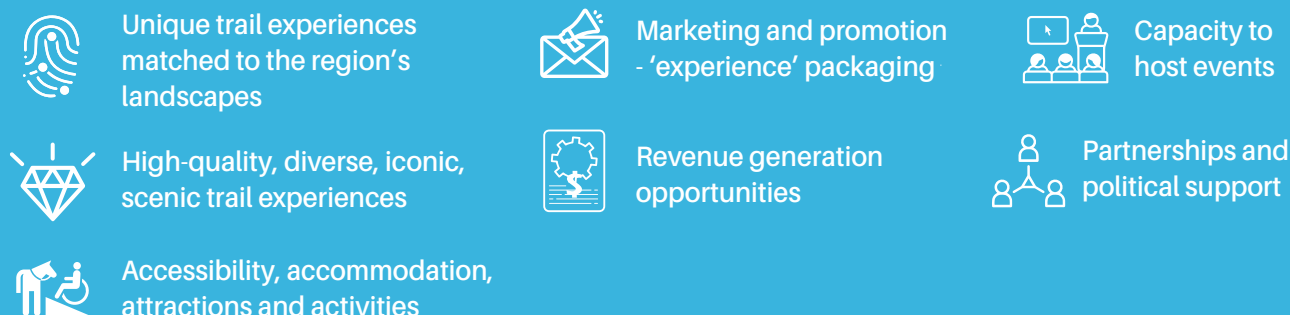 Unique trail experiences
matched to the region's
landscapes
High-quality, diverse, iconic,
scenic trail experiences
Accessibility, accommodation,
attractions and activities
Marketing and promotion
- 'experience' packaging
Revenue generation
opportunities
Capacity to
host events
Partnerships and
political support